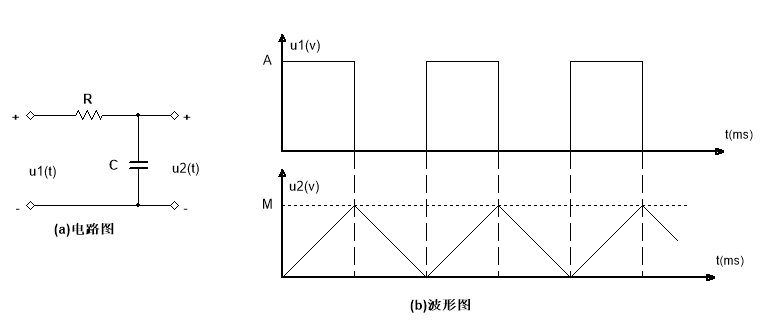 R
+ +
C
u1(t) u2(t)
- -
(a)电路图
u1(v)
A
t(ms)
u2(v)
M
t(ms)
(b)波形图